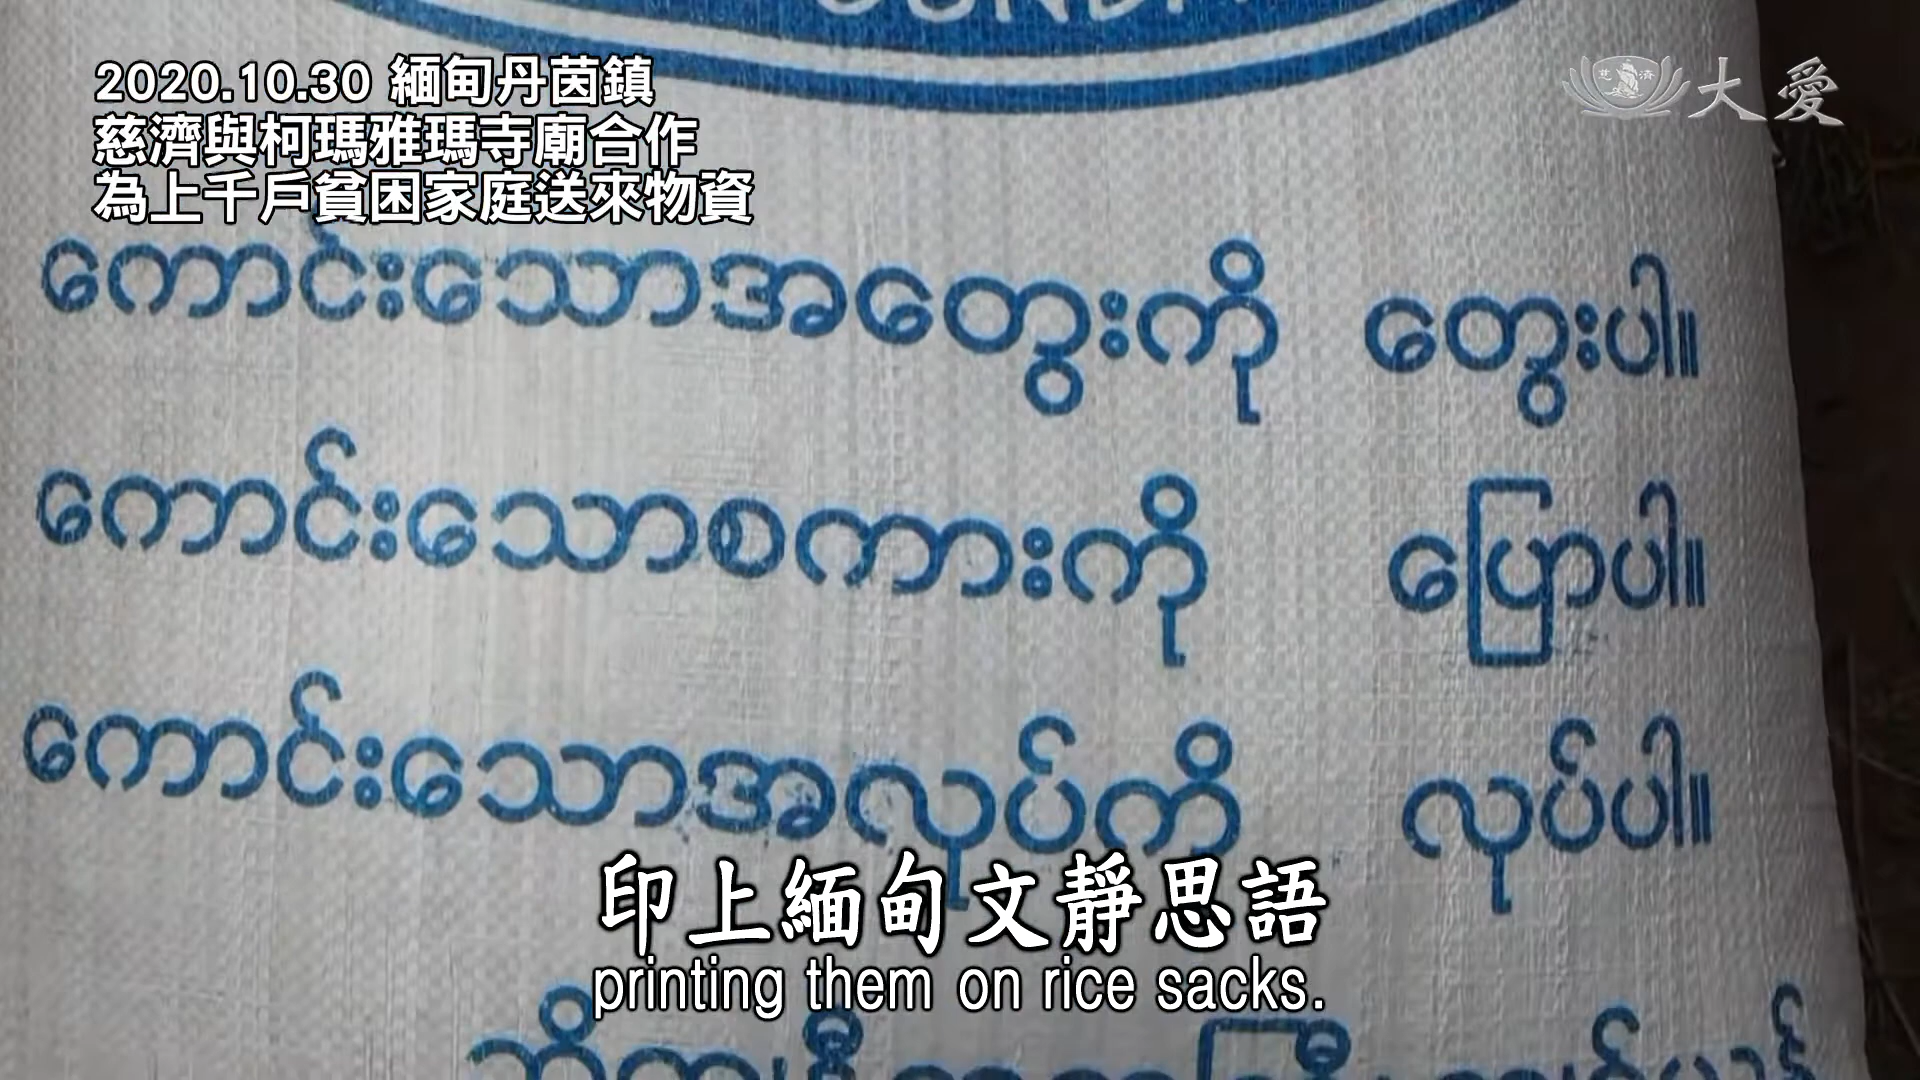 2020.10.30 緬甸丹茵鎮
慈濟與柯瑪雅瑪寺廟合作
為上千戶貧困家庭送來物資
大愛
ကောင်းသောအတွေးကို တွေးပါ။
ကောင်းသောစကားကို ပြောပါ။
ကောင်းသောအလုပ်ကို လုပ်ပါ။
印上緬甸文靜思語
printing them on rice sacks.